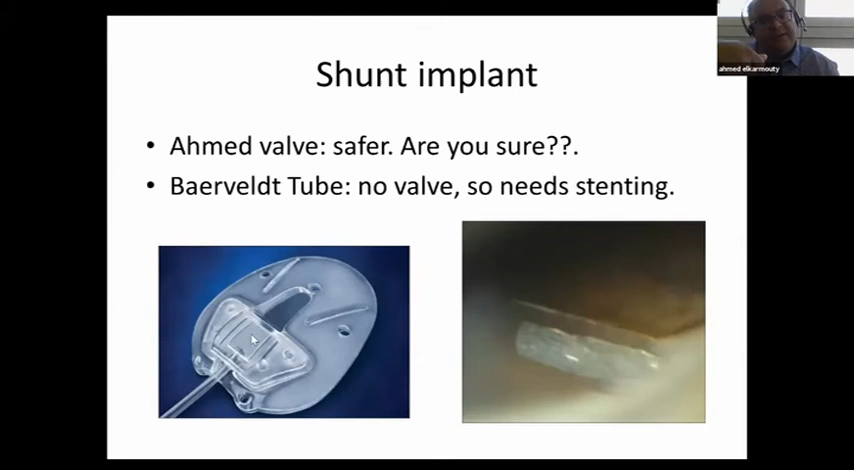 ahmed elkarmouty
Shunt implant
• Ahmed valve: safer. Are you sure??.
• Baerveldt Tube: no valve, so needs stenting.